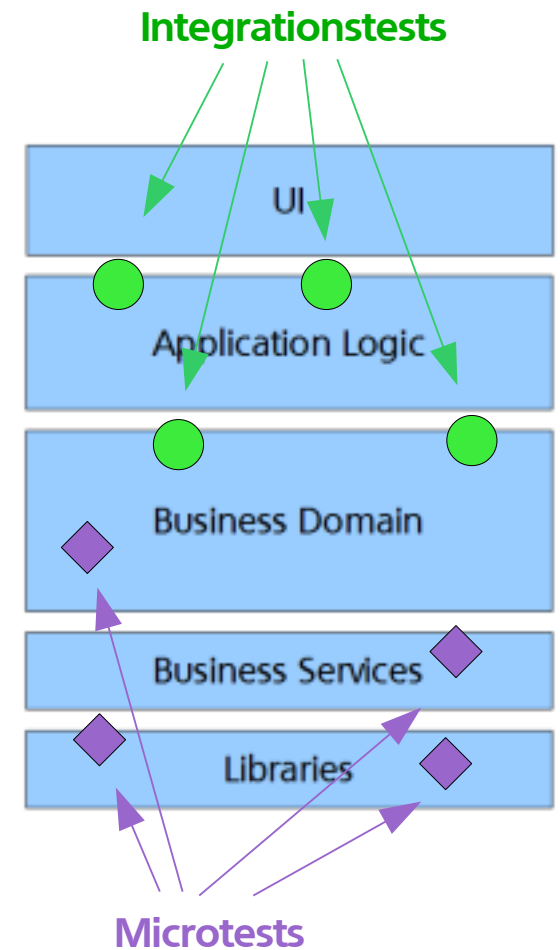 Integrationstests
UI
Application Logic
Business Domain
Business Services
Libraries
Microtests